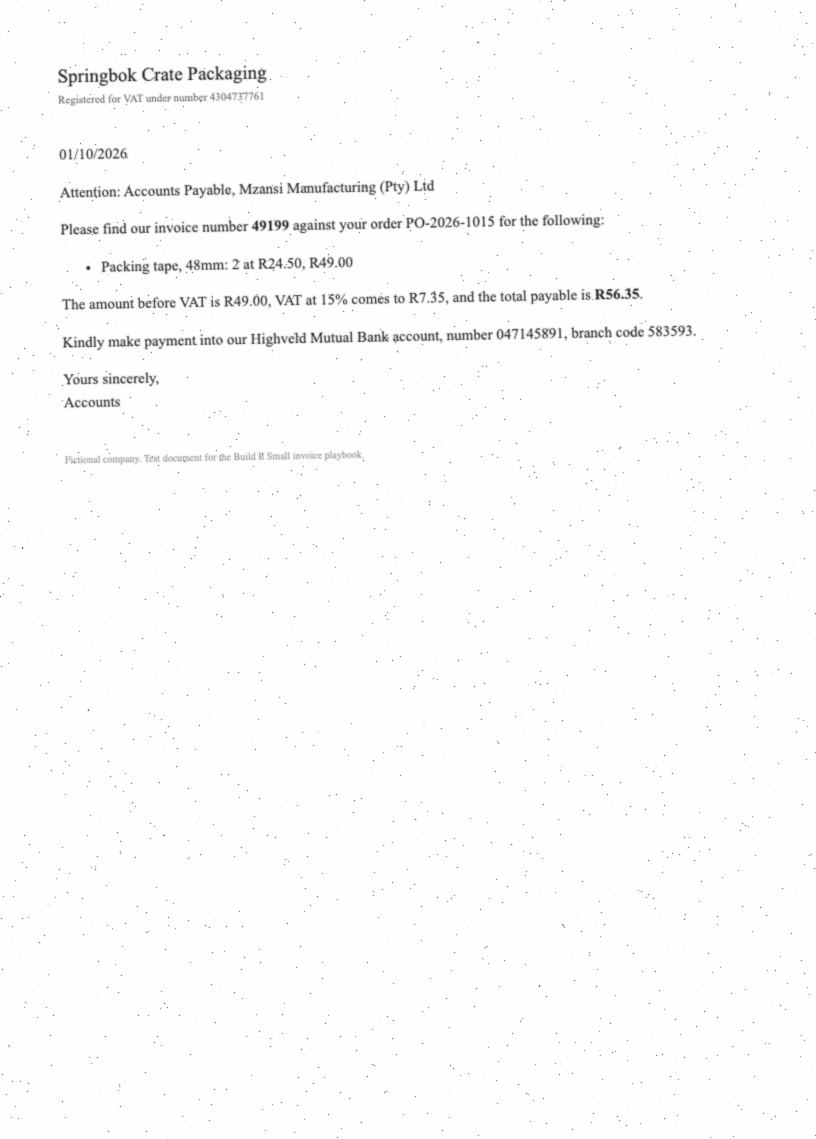 Springbok Crate Packaging
Registered for VAT under number 4304737761
01/10/2026
Attention: Accounts Payable, Mzansi Manufacturing (Pty) Ltd
Please find our invoice number 49199 against your order PO-2026-1015 for the following:
• Packing tape, 48mm: 2 at R24.50, R49.00
The amount before VAT is R49.00, VAT at 15% comes to R7.35, and the total payable is R56.35.
Kindly make payment into our Highveld Mutual Bank account, number 047145891, branch code 583593.
Yours sincerely,
Accounts
Fictional company. Test document for the Build It Small invoice playbook.